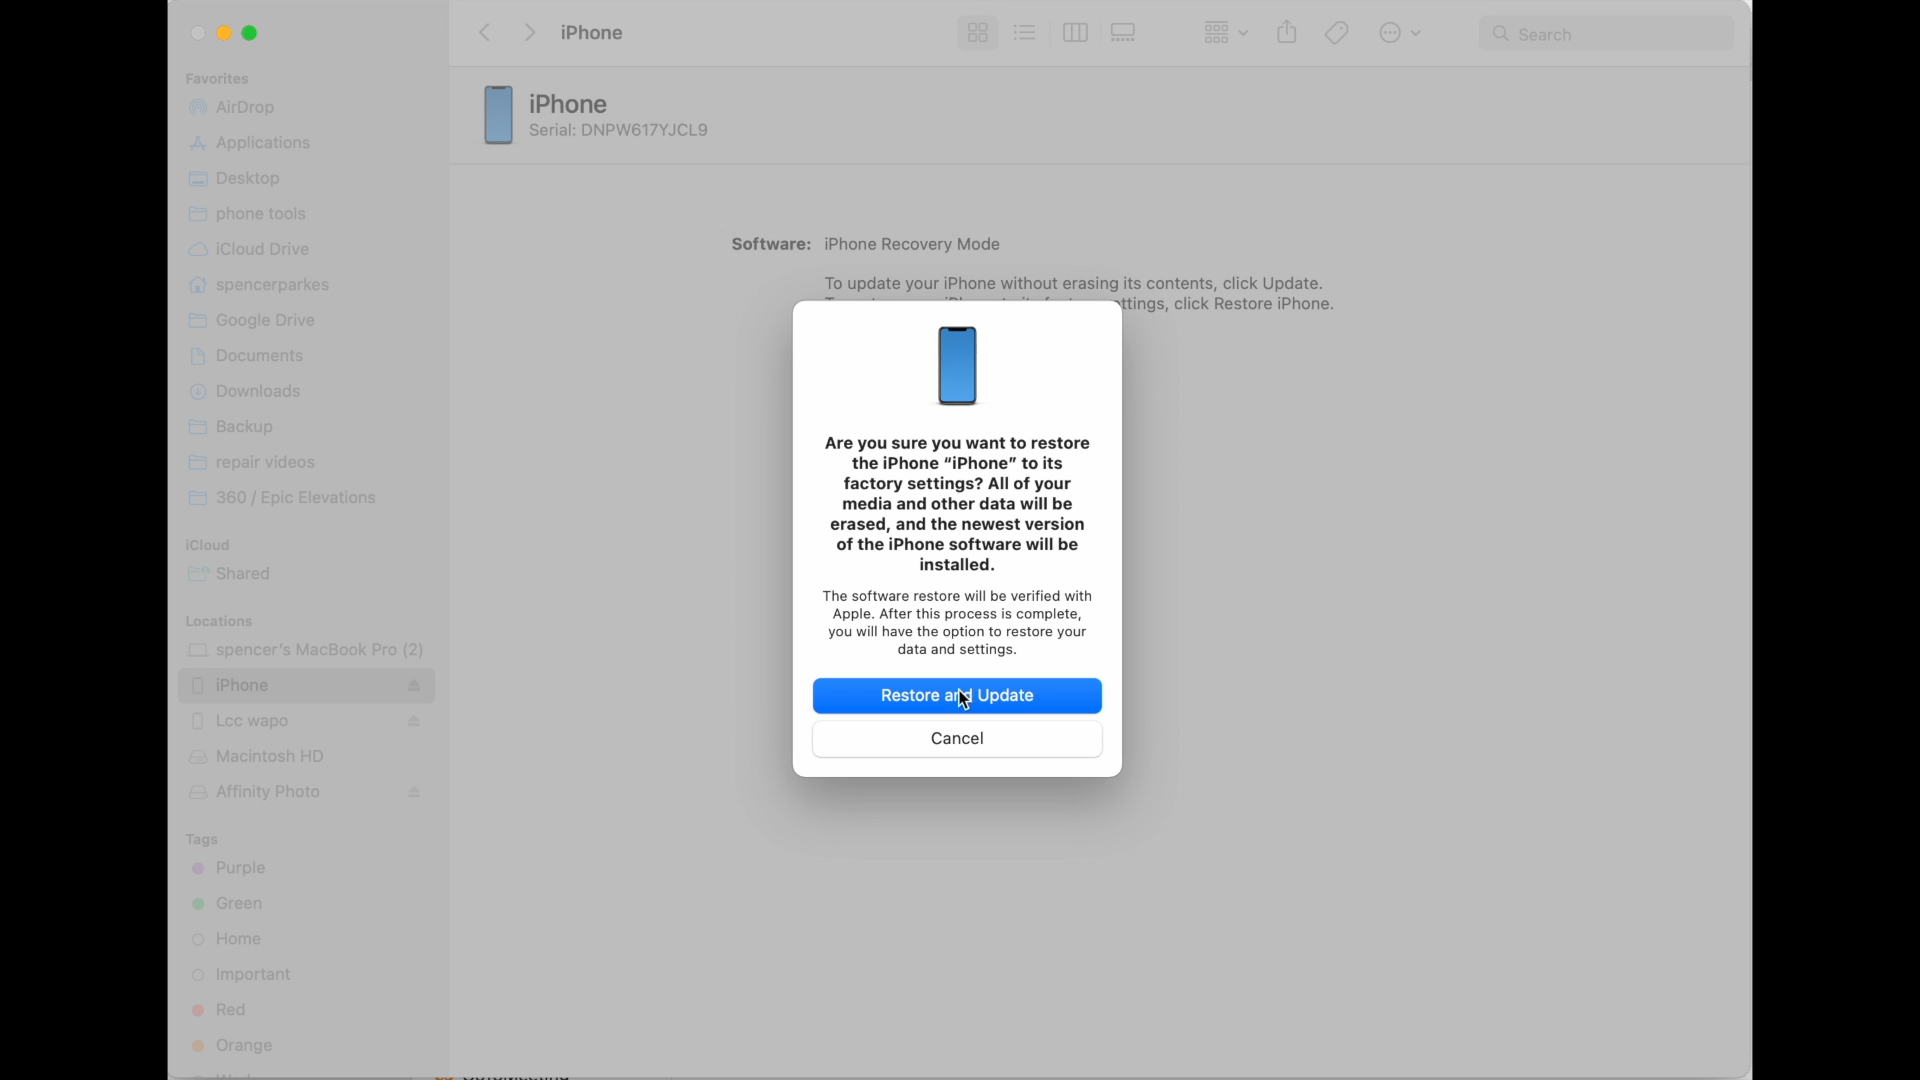 iPhone
Search
Favorites
AirDrop
Applications
Desktop
phone tools
iCloud Drive
spencerparkes
Google Drive
Documents
Downloads
Backup
repair videos
360 / Epic Elevations
iCloud
Shared
Locations
spencer's MacBook Pro (2)
iPhone
Lcc wapo
Macintosh HD
Affinity Photo
Tags
Purple
Green
Home
Important
Red
Orange
iPhone
Serial: DNPW617YJCL9
Software: iPhone Recovery Mode
To update your iPhone without erasing its contents, click Update.
click Restore iPhone.
Are you sure you want to restore
the iPhone “iPhone” to its
factory settings? All of your
media and other data will be
erased, and the newest version
of the iPhone software will be
installed.
The software restore will be verified with
Apple. After this process is complete,
you will have the option to restore your
data and settings.
Restore and Update
Cancel